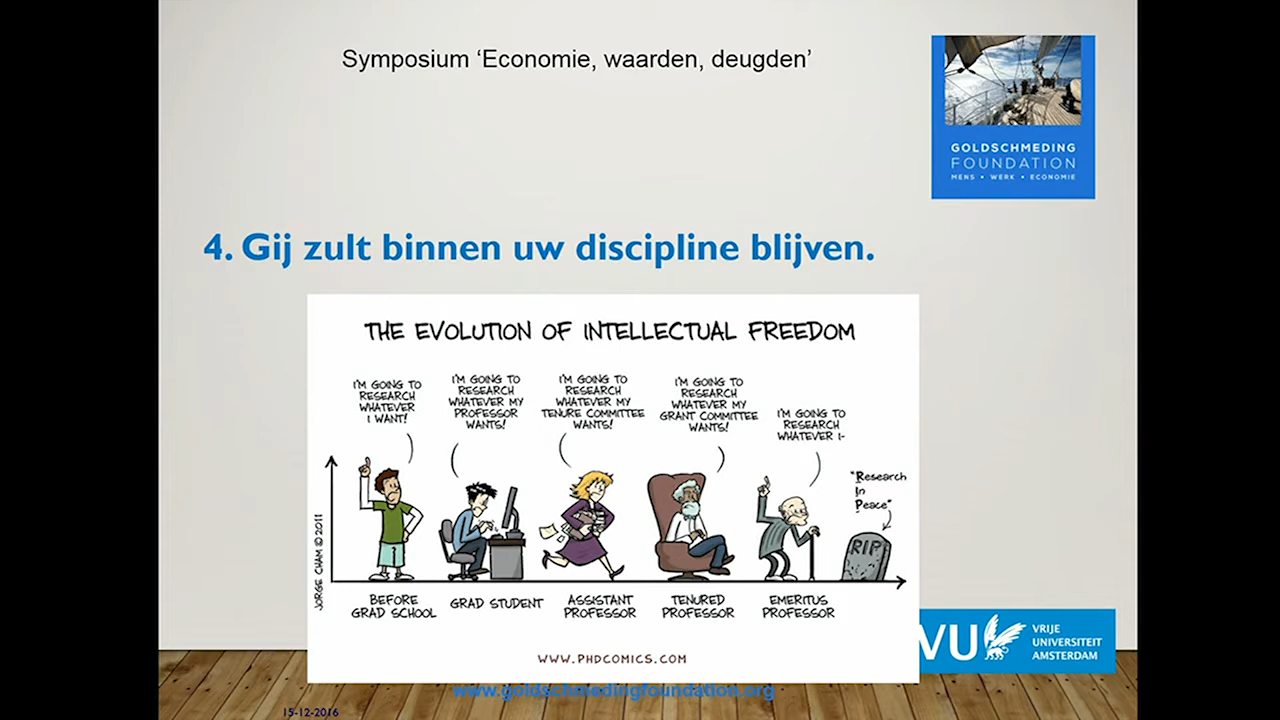 Symposium ‘Economie, waarden, deugden’
GOLDSCHMEDING
FOUNDATION
MENS • WERK • ECONOMIE
4. Gij zult binnen uw discipline blijven.
THE EVOLUTION OF INTELLECTUAL FREEDOM
I'M GOING TO
RESEARCH
WHATEVER
I WANT!
I'M GOING TO
RESEARCH
WHATEVER MY
PROFESSOR
WANTS!
I'M GOING TO
RESEARCH
WHATEVER MY
TENURE COMMITTEE
WANTS!
I'M GOING TO
RESEARCH
WHATEVER MY
GRANT COMMITTEE
WANTS!
I'M GOING TO
RESEARCH
WHATEVER I-
"Research
In
Peace"
RIP
JORGE CHAM © 2011
BEFORE
GRAD SCHOOL
GRAD STUDENT
ASSISTANT
PROFESSOR
TENURED
PROFESSOR
EMERITUS
PROFESSOR
WWW.PHDCOMICS.COM
VU
VRIJE
UNIVERSITEIT
AMSTERDAM
www.goldschmedingfoundation.org
15-12-2016